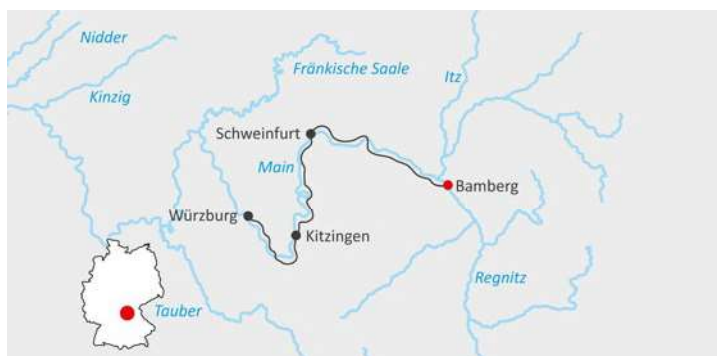 Nidder
Fränkische Saale
Itz
Kinzig
Schweinfurt
Main
Bamberg
Würzburg
Kitzingen
Regnitz
Tauber